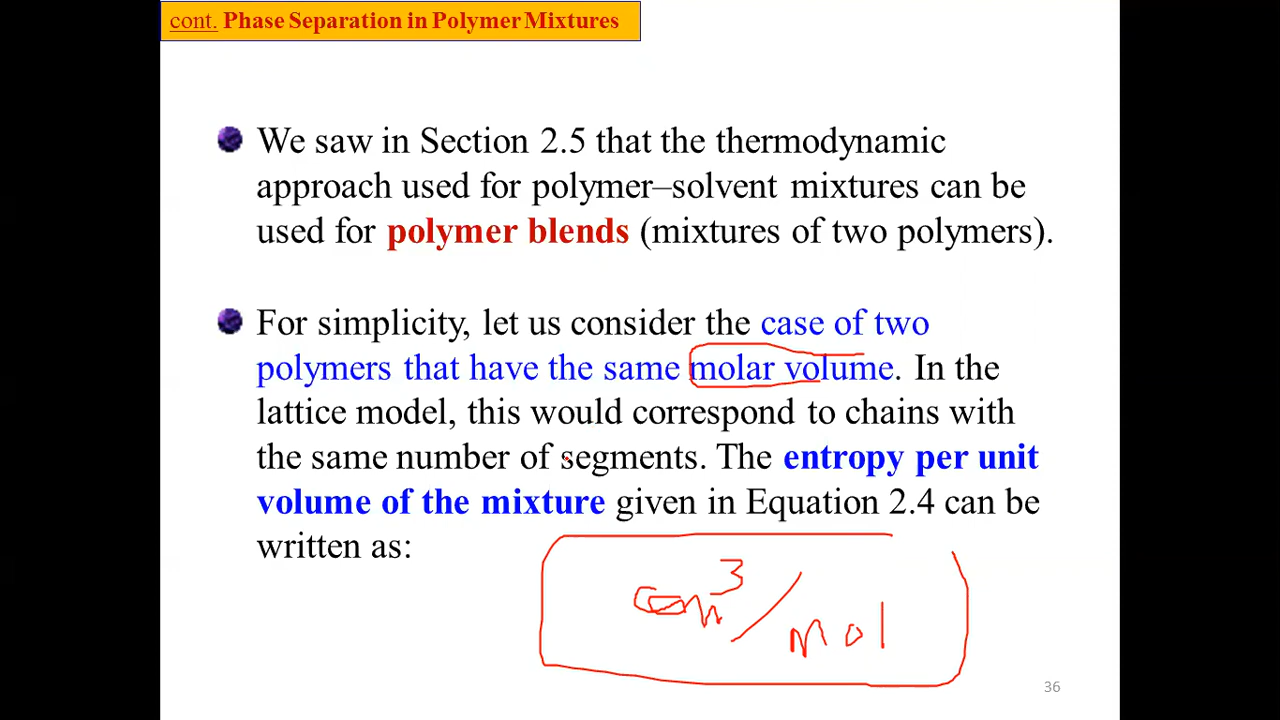 cont. Phase Separation in Polymer Mixtures
We saw in Section 2.5 that the thermodynamic
approach used for polymer–solvent mixtures can be
used for polymer blends (mixtures of two polymers).
For simplicity, let us consider the case of two
polymers that have the same molar volume. In the
lattice model, this would correspond to chains with
the same number of segments. The entropy per unit
volume of the mixture given in Equation 2.4 can be
written as:
cm³/mol
36